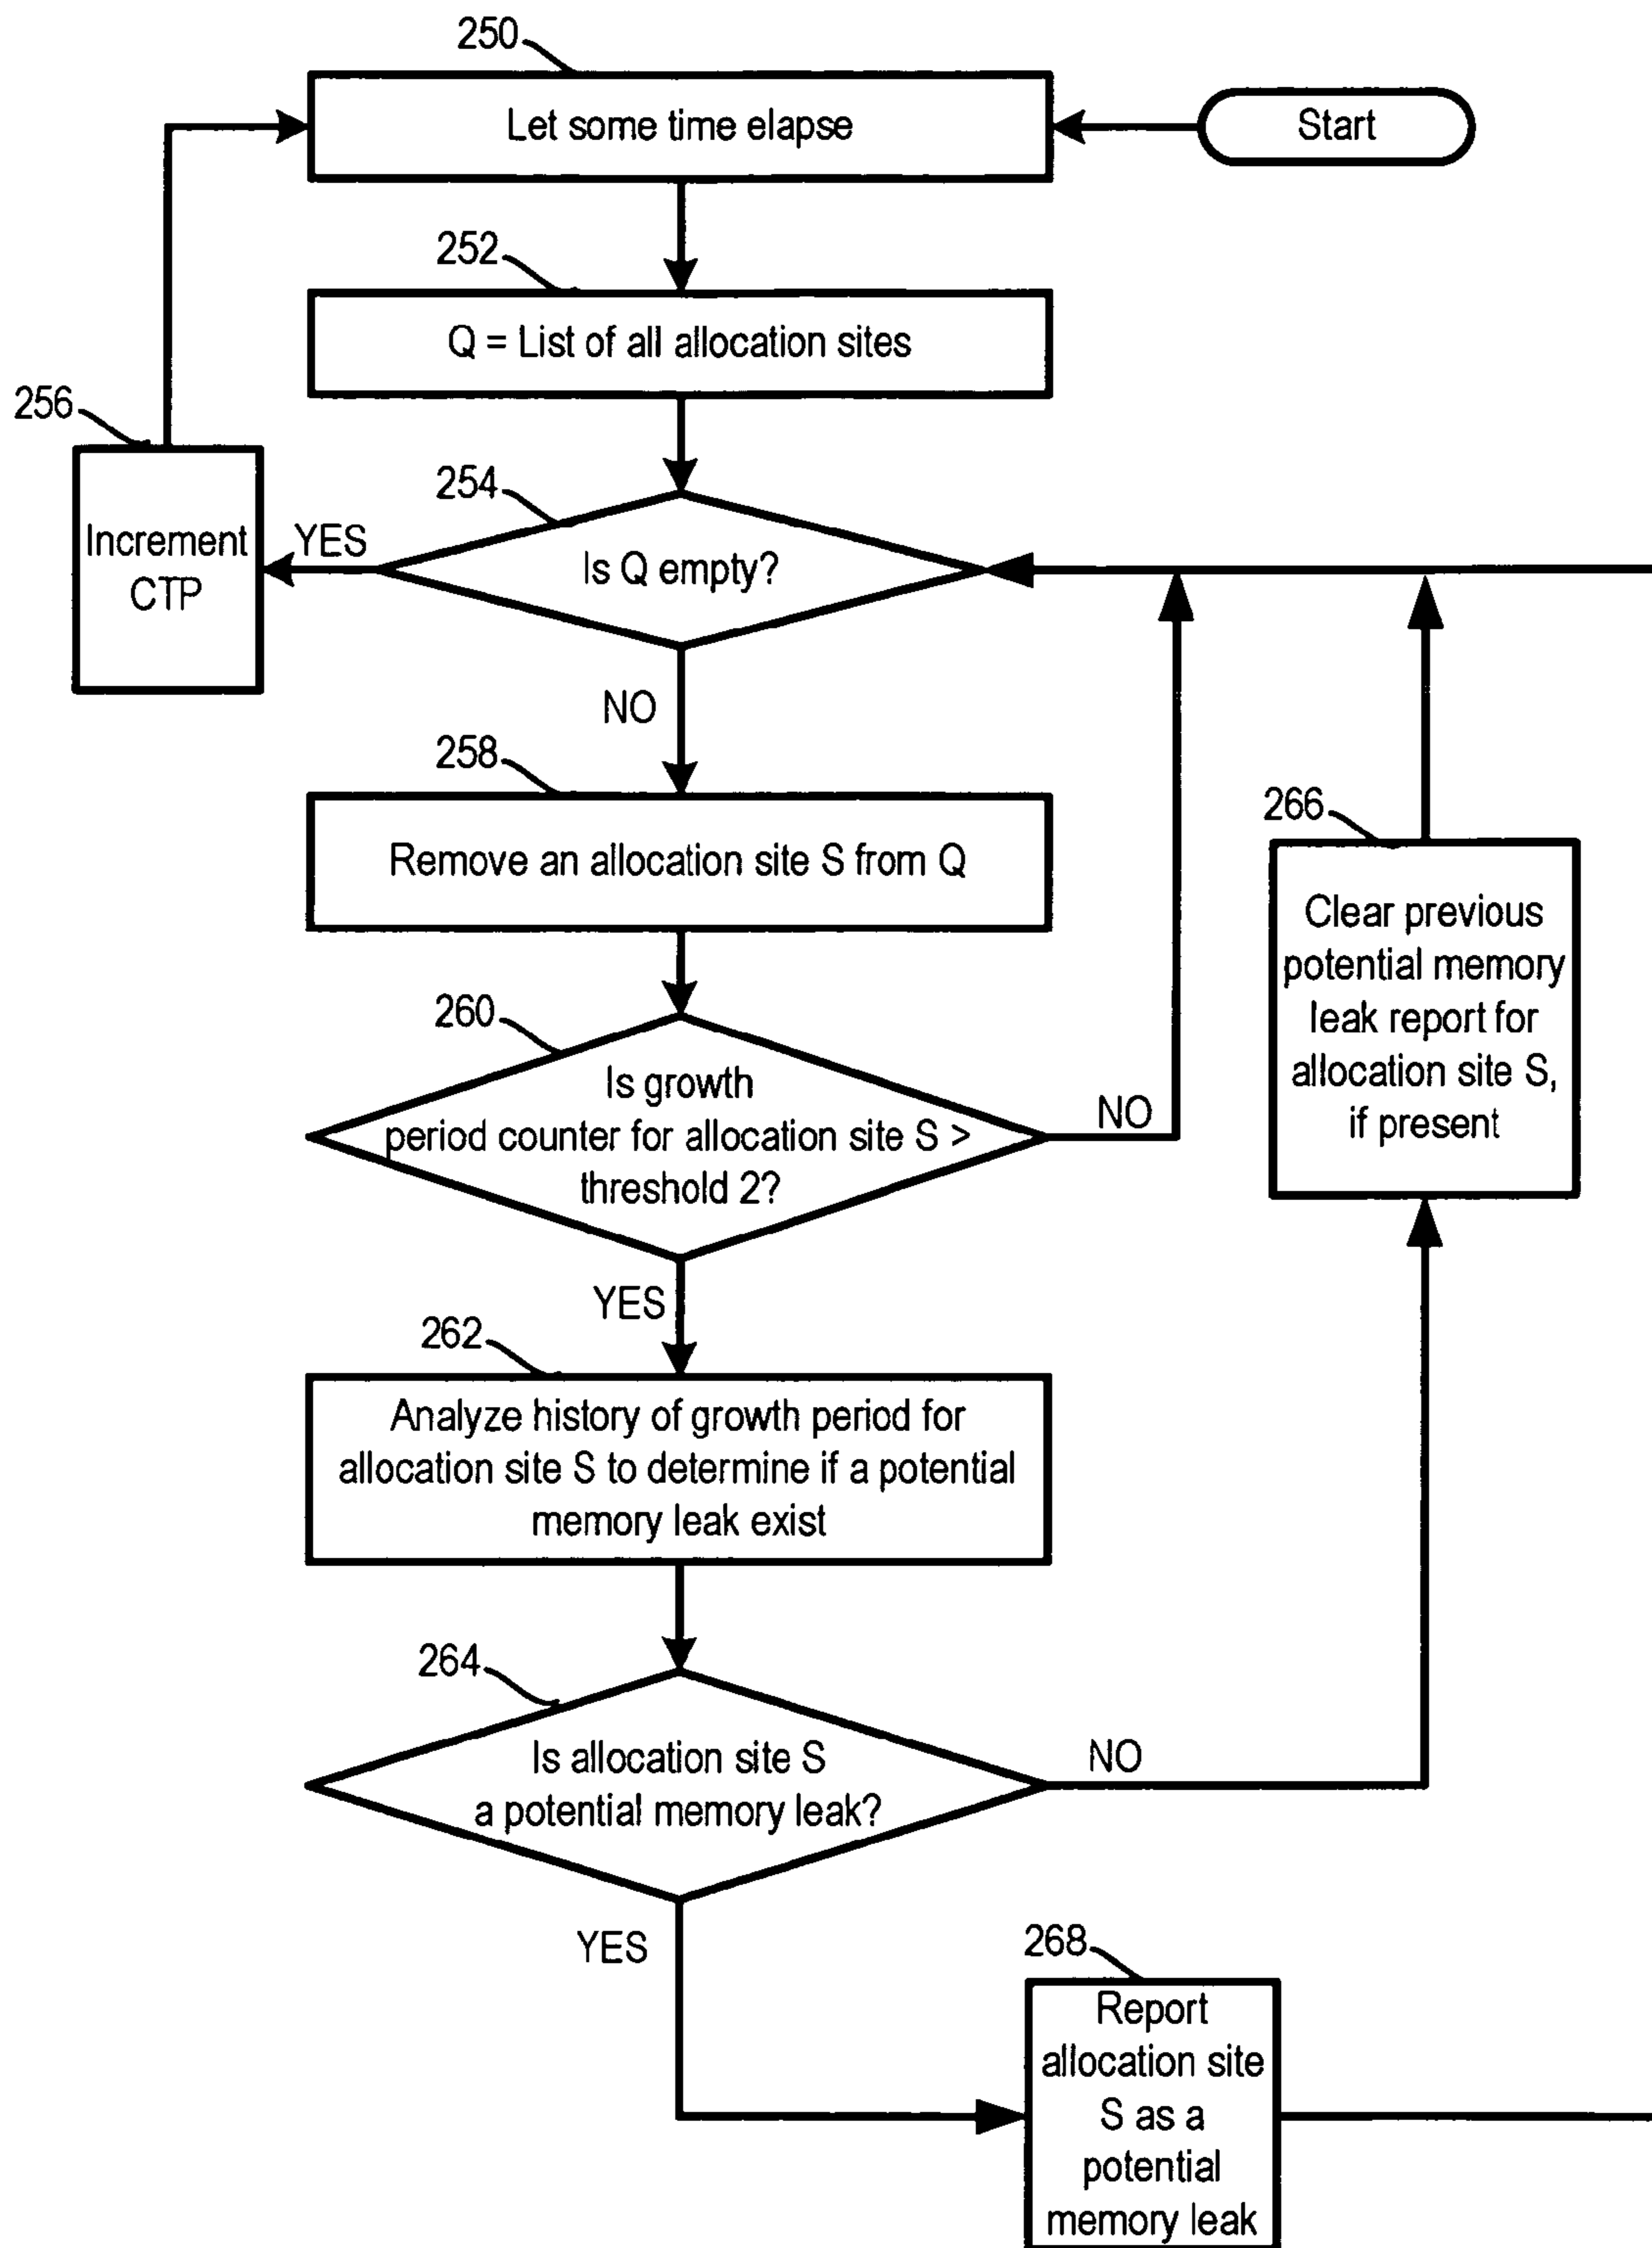 250
Let some time elapse
Start
252
Q = List of all allocation sites
256
Increment
CTP
254
YES
Is Q empty?
NO
258
Remove an allocation site S from Q
266
Clear previous
potential memory
leak report for
allocation site S,
if present
260
Is growth
period counter for allocation site S >
threshold 2?
NO
YES
262
Analyze history of growth period for
allocation site S to determine if a potential
memory leak exist
264
Is allocation site S
a potential memory leak?
NO
YES
268
Report
allocation site
S as a
potential
memory leak